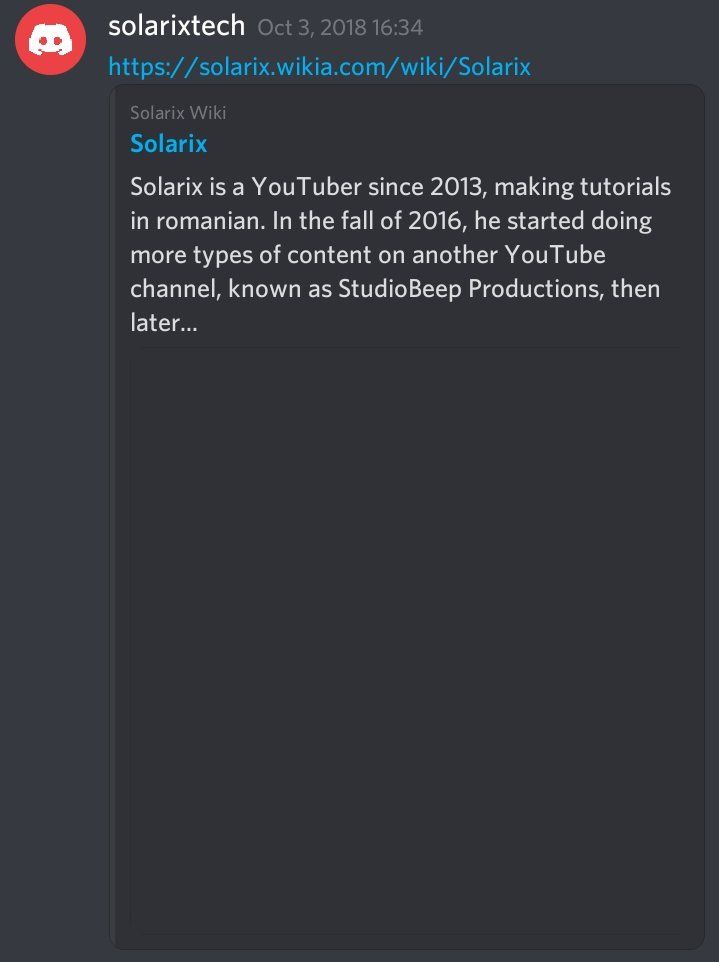 solarixtech Oct 3, 2018 16:34
https://solarix.wikia.com/wiki/Solarix
Solarix Wiki
Solarix
Solarix is a YouTuber since 2013, making tutorials
in romanian. In the fall of 2016, he started doing
more types of content on another YouTube
channel, known as StudioBeep Productions, then
later...